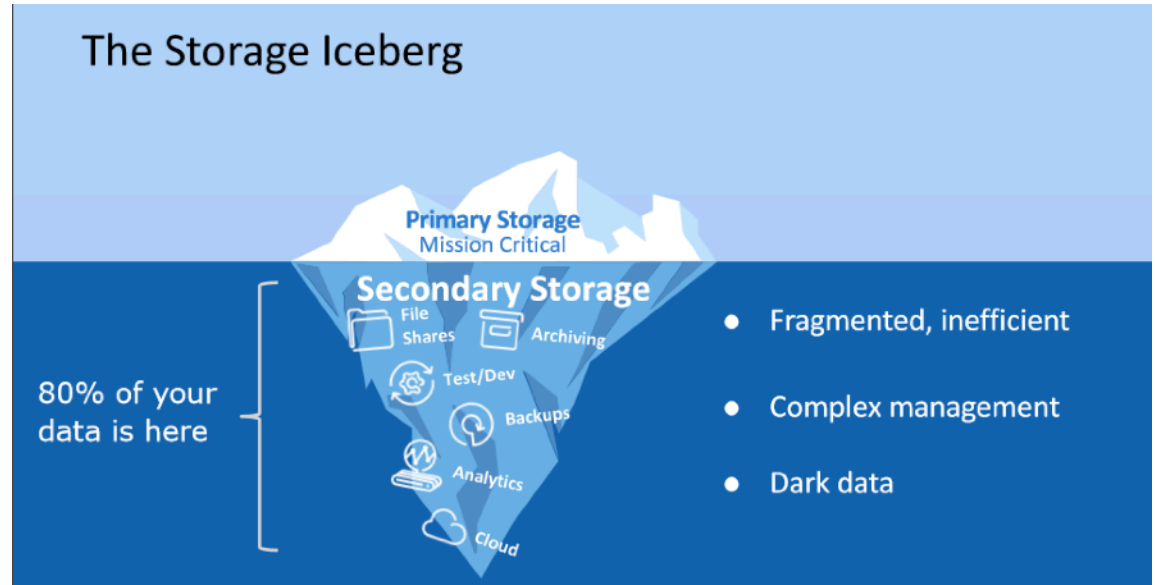 The Storage Iceberg
Primary Storage
Mission Critical
Secondary Storage
File
Shares
Archiving
Test/Dev
Backups
Analytics
Cloud
80% of your
data is here
● Fragmented, inefficient
● Complex management
● Dark data